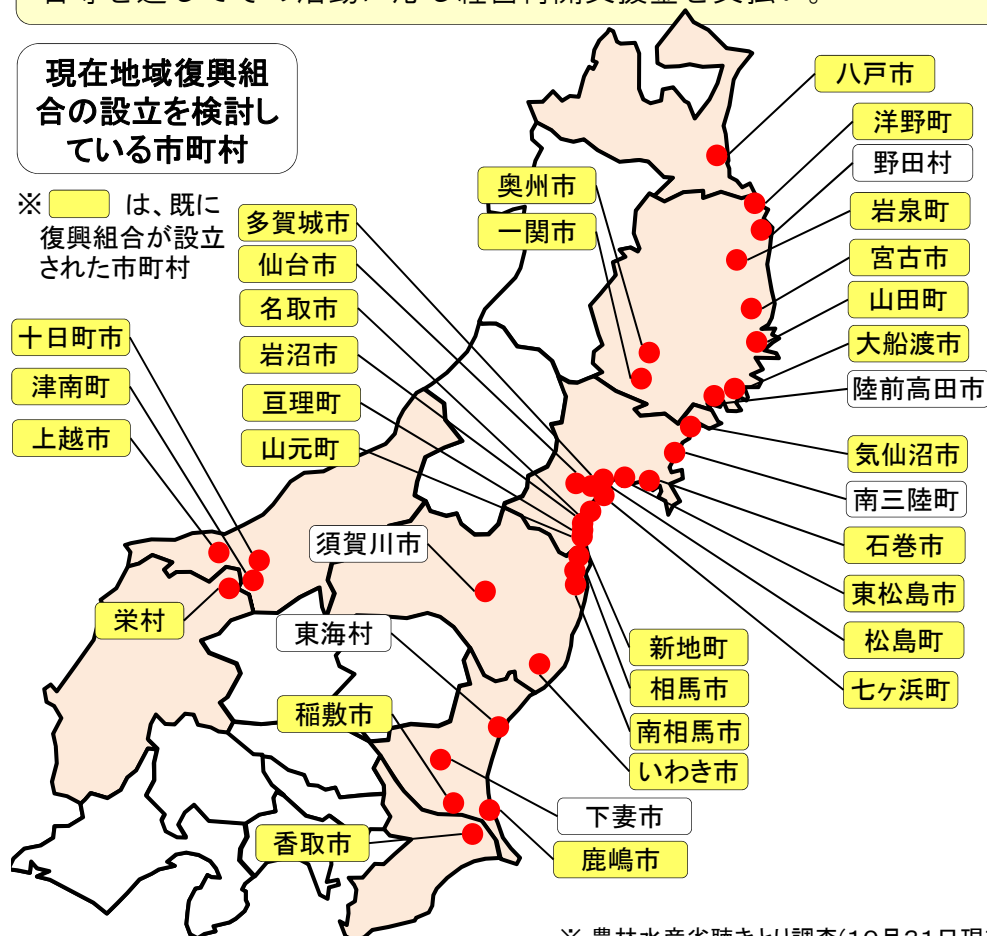 現在地域復興組
合の設立を検討し
ている市町村
※ は、既に
復興組合が設立
された市町村
八戸市
洋野町
野田村
岩泉町
宮古市
山田町
大船渡市
陸前高田市
気仙沼市
南三陸町
石巻市
東松島市
松島町
七ヶ浜町
奥州市
一関市
多賀城市
仙台市
名取市
岩沼市
亘理町
山元町
十日町市
津南町
上越市
栄村
須賀川市
東海村
稲敷市
香取市
新地町
相馬市
南相馬市
いわき市
下妻市
鹿嶋市